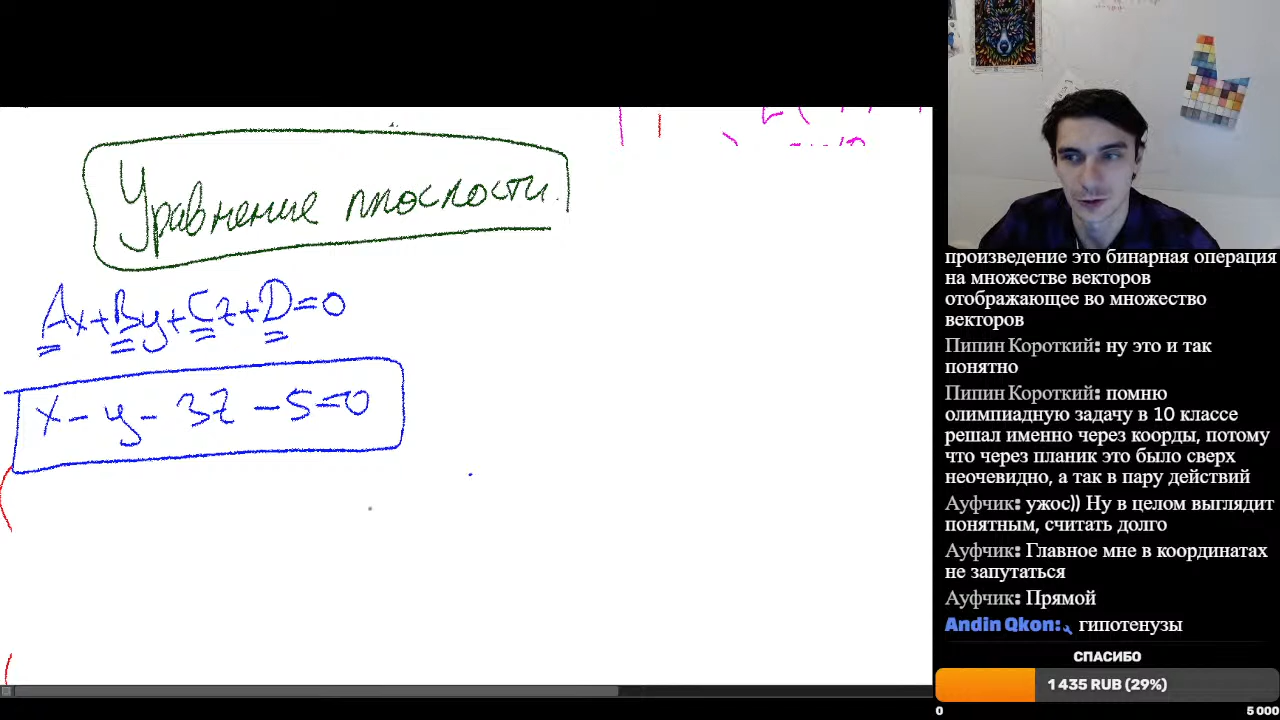 Уравнение плоскости.
Ax+By+Cz+D=0
x-y-3z-5=0
произведение это бинарная операция
на множестве векторов
отображающее во множество
векторов
Пипин Короткий: ну это и так
понятно
Пипин Короткий: помню
олимпиадную задачу в 10 классе
решал именно через коорды, потому
что через планик это было сверх
неочевидно, а так в пару действий
Ауфчик: ужос)) Ну в целом выглядит
понятным, считать долго
Ауфчик: Главное мне в координатах
не запутаться
Ауфчик: Прямой
Andin Qkon: гипотенузы
СПАСИБО
1 435 RUB (29%)
0 5 000